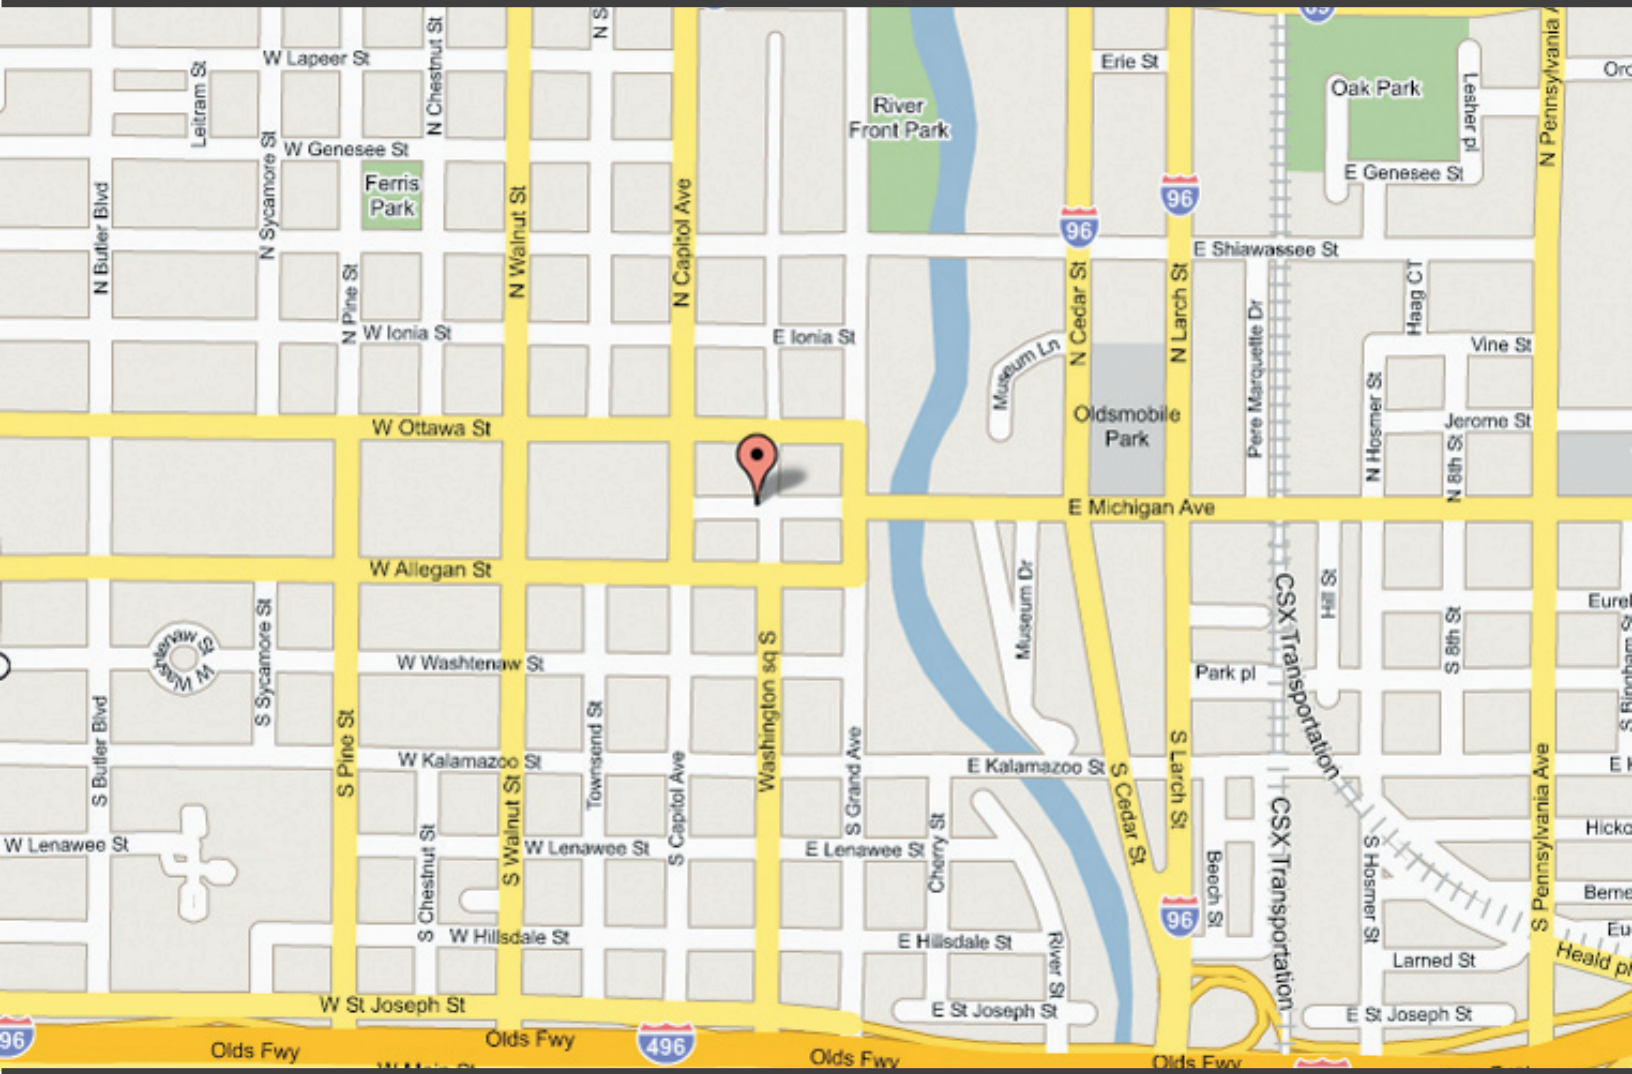 W Lapeer St
Leitram St
N Chestnut St
N S
W Genesee St
N Sycamore St
Ferris
Park
N Butler Blvd
N Walnut St
N Capitol Ave
N Pine St
W Ionia St
E Ionia St
River
Front Park
Erie St
96
96
Oak Park
Lesher pl
E Genesee St
N Pennsylvania A
E Shiawassee St
N Cedar St
N Larch St
Pere Marquette Dr
Haag CT
Vine St
Museum Ln
Oldsmobile
Park
N Hosmer St
Jerome St
N 8th St
W Ottawa St
E Michigan Ave
W Allegan St
Museum Dr
CSX Transportation
Hill St
S 8th St
S Sycamore St
W Washtenaw St
W Washtenaw St
Washington sq S
Park pl
S Butler Blvd
S Pine St
Townsend St
S Capitol Ave
S Grand Ave
S Larch St
W Kalamazoo St
E Kalamazoo St
S Cedar St
S Walnut St
S Pennsylvania Ave
CSX Transportation
W Lenawee St
S Chestnut St
W Lenawee St
E Lenawee St
Cherry St
Beech St
S Hosmer St
96
W Hillsdale St
E Hillsdale St
River St
Larned St
Heald pl
W St Joseph St
E St Joseph St
E St Joseph St
96
Olds Fwy
Olds Fwy
496
Olds Fwy
Olds Fwy